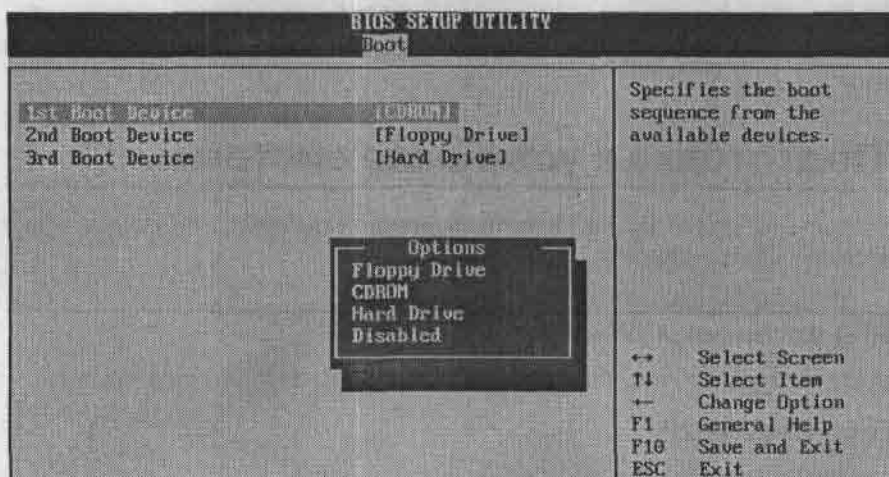 BIOS SETUP UTILITY
Boot
1st Boot Device [CDROM]
2nd Boot Device [Floppy Drive]
3rd Boot Device [Hard Drive]
Specifies the boot
sequence from the
available devices.
Options
Floppy Drive
CDROM
Hard Drive
Disabled
←→ Select Screen
↑↓ Select Item
+- Change Option
F1 General Help
F10 Save and Exit
ESC Exit